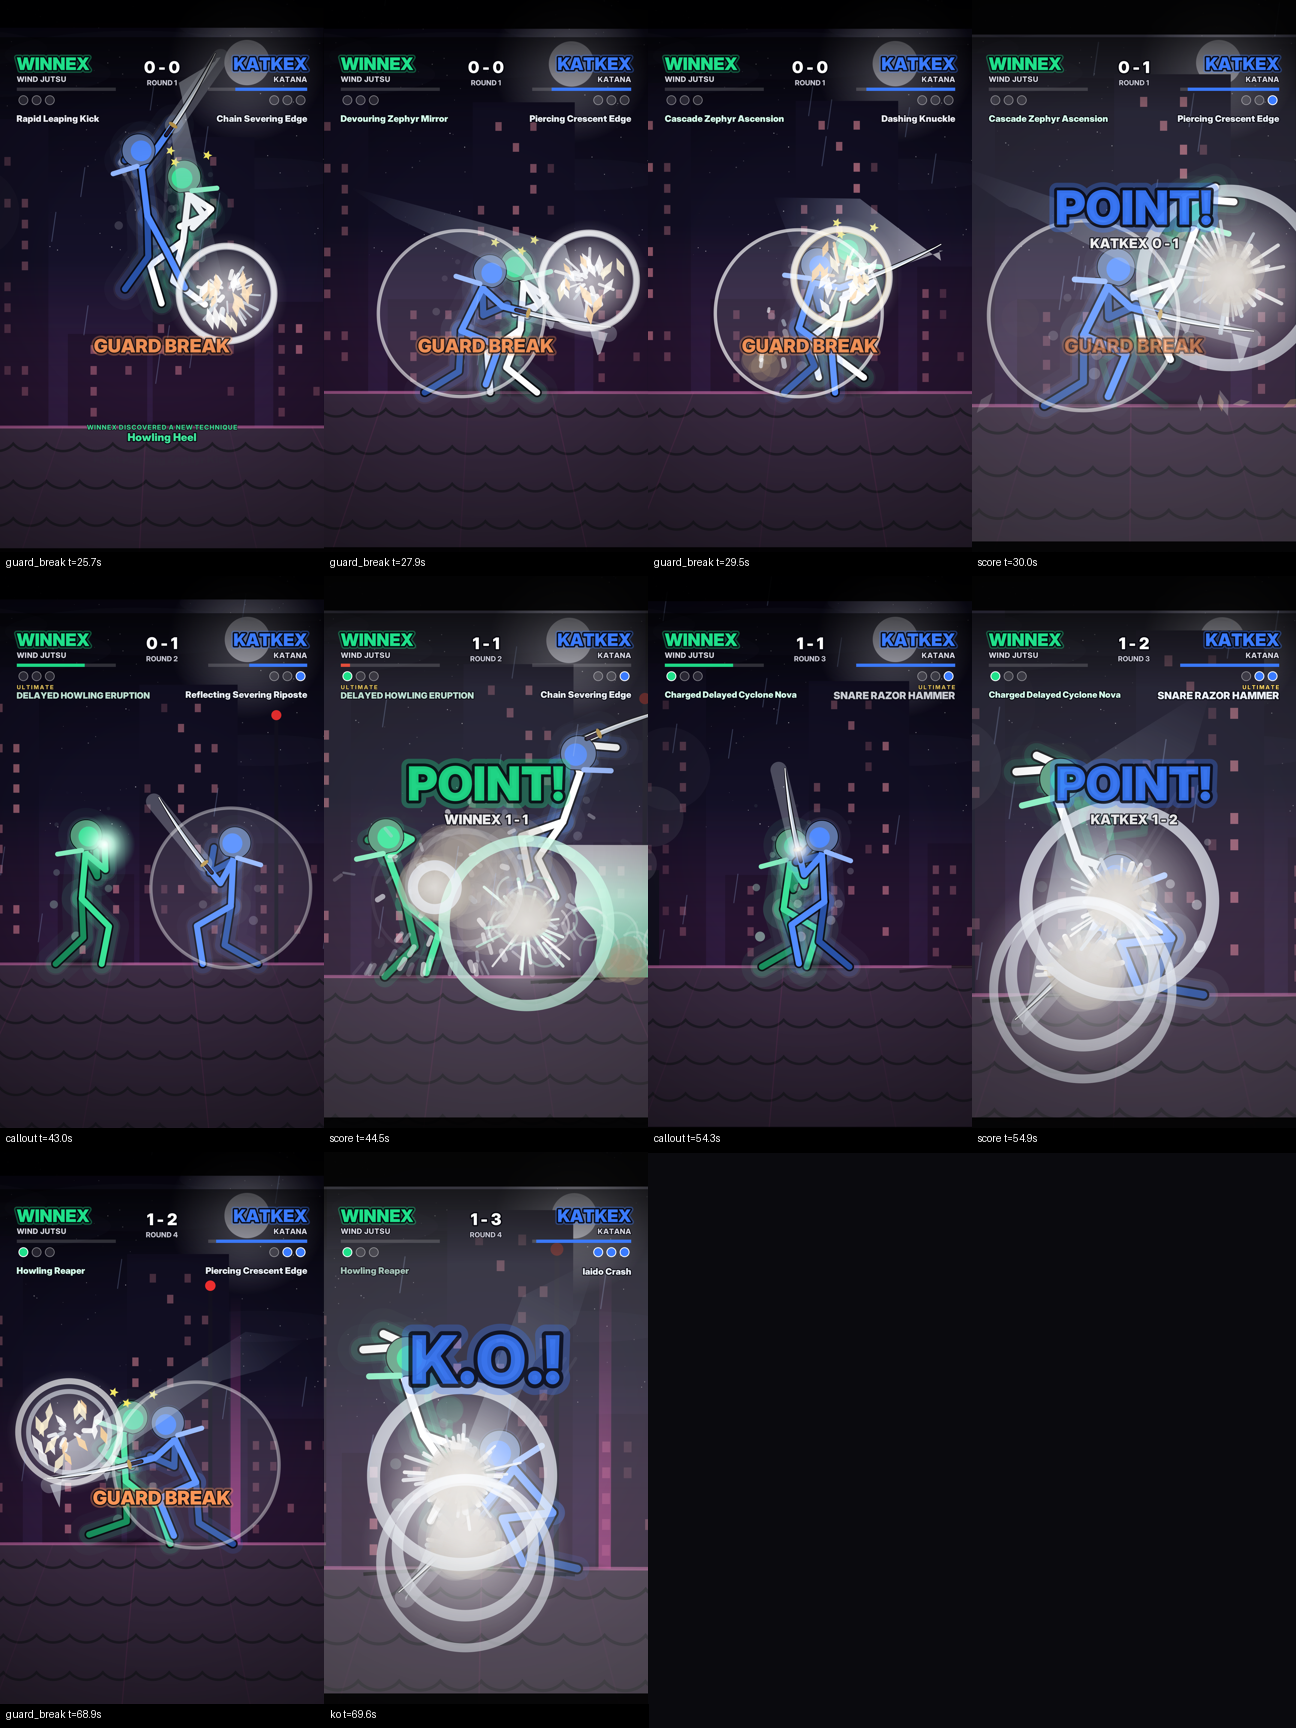 WINNEX
WIND JUTSU
0-0
ROUND 1
KATKEX
KATANA
Rapid Leaping Kick
Chain Severing Edge
GUARD BREAK
WINNEX DISCOVERED A NEW TECHNIQUE
Howling Heel
guard_break t=25.7s
WINNEX
WIND JUTSU
0-0
ROUND 1
KATKEX
KATANA
Devouring Zephyr Mirror
Piercing Crescent Edge
GUARD BREAK
guard_break t=27.9s
WINNEX
WIND JUTSU
0-0
ROUND 1
KATKEX
KATANA
Cascade Zephyr Ascension
Dashing Knuckle
GUARD BREAK
guard_break t=29.5s
WINNEX
WIND JUTSU
0-1
ROUND 1
KATKEX
KATANA
Cascade Zephyr Ascension
Piercing Crescent Edge
POINT!
KATKEX 0-1
GUARD BREAK
score t=30.0s
WINNEX
WIND JUTSU
0-1
ROUND 2
KATKEX
KATANA
ULTIMATE
DELAYED HOWLING ERUPTION
Reflecting Severing Riposte
callout t=43.0s
WINNEX
WIND JUTSU
1-1
ROUND 2
KATKEX
KATANA
ULTIMATE
DELAYED HOWLING ERUPTION
Chain Severing Edge
POINT!
WINNEX 1-1
score t=44.5s
WINNEX
WIND JUTSU
1-1
ROUND 3
KATKEX
KATANA
Charged Delayed Cyclone Nova
ULTIMATE
SNARE RAZOR HAMMER
callout t=54.3s
WINNEX
WIND JUTSU
1-2
ROUND 3
KATKEX
KATANA
Charged Delayed Cyclone Nova
ULTIMATE
SNARE RAZOR HAMMER
POINT!
KATKEX 1-2
score t=54.9s
WINNEX
WIND JUTSU
1-2
ROUND 4
KATKEX
KATANA
Howling Reaper
Piercing Crescent Edge
GUARD BREAK
guard_break t=68.9s
WINNEX
WIND JUTSU
1-3
ROUND 4
KATKEX
KATANA
Howling Reaper
Iaido Crash
K.O.!
ko t=69.6s